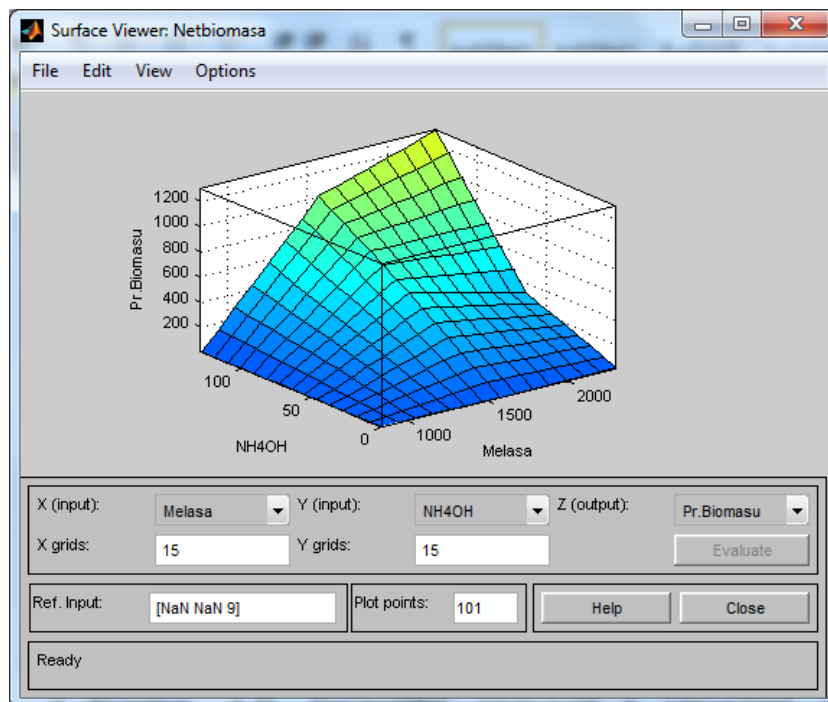 Surface Viewer: Netbiomasa
File Edit View Options
1200
1000
800
600
400
200
Pr.Biomasu
100
50
0
NH4OH
1000
1500
2000
Melasa
X (input): Melasa Y (input): NH4OH Z (output): Pr.Biomasu
X grids: 15 Y grids: 15 Evaluate
Ref. Input: [NaN NaN 9] Plot points: 101 Help Close
Ready